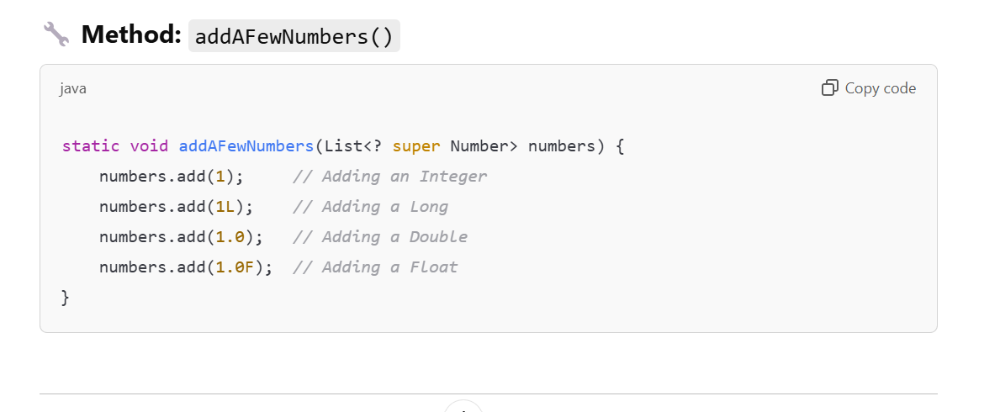 Method: addAFewNumbers()
java Copy code
static void addAFewNumbers(List<? super Number> numbers) {
    numbers.add(1);     // Adding an Integer
    numbers.add(1L);    // Adding a Long
    numbers.add(1.0);   // Adding a Double
    numbers.add(1.0F);  // Adding a Float
}